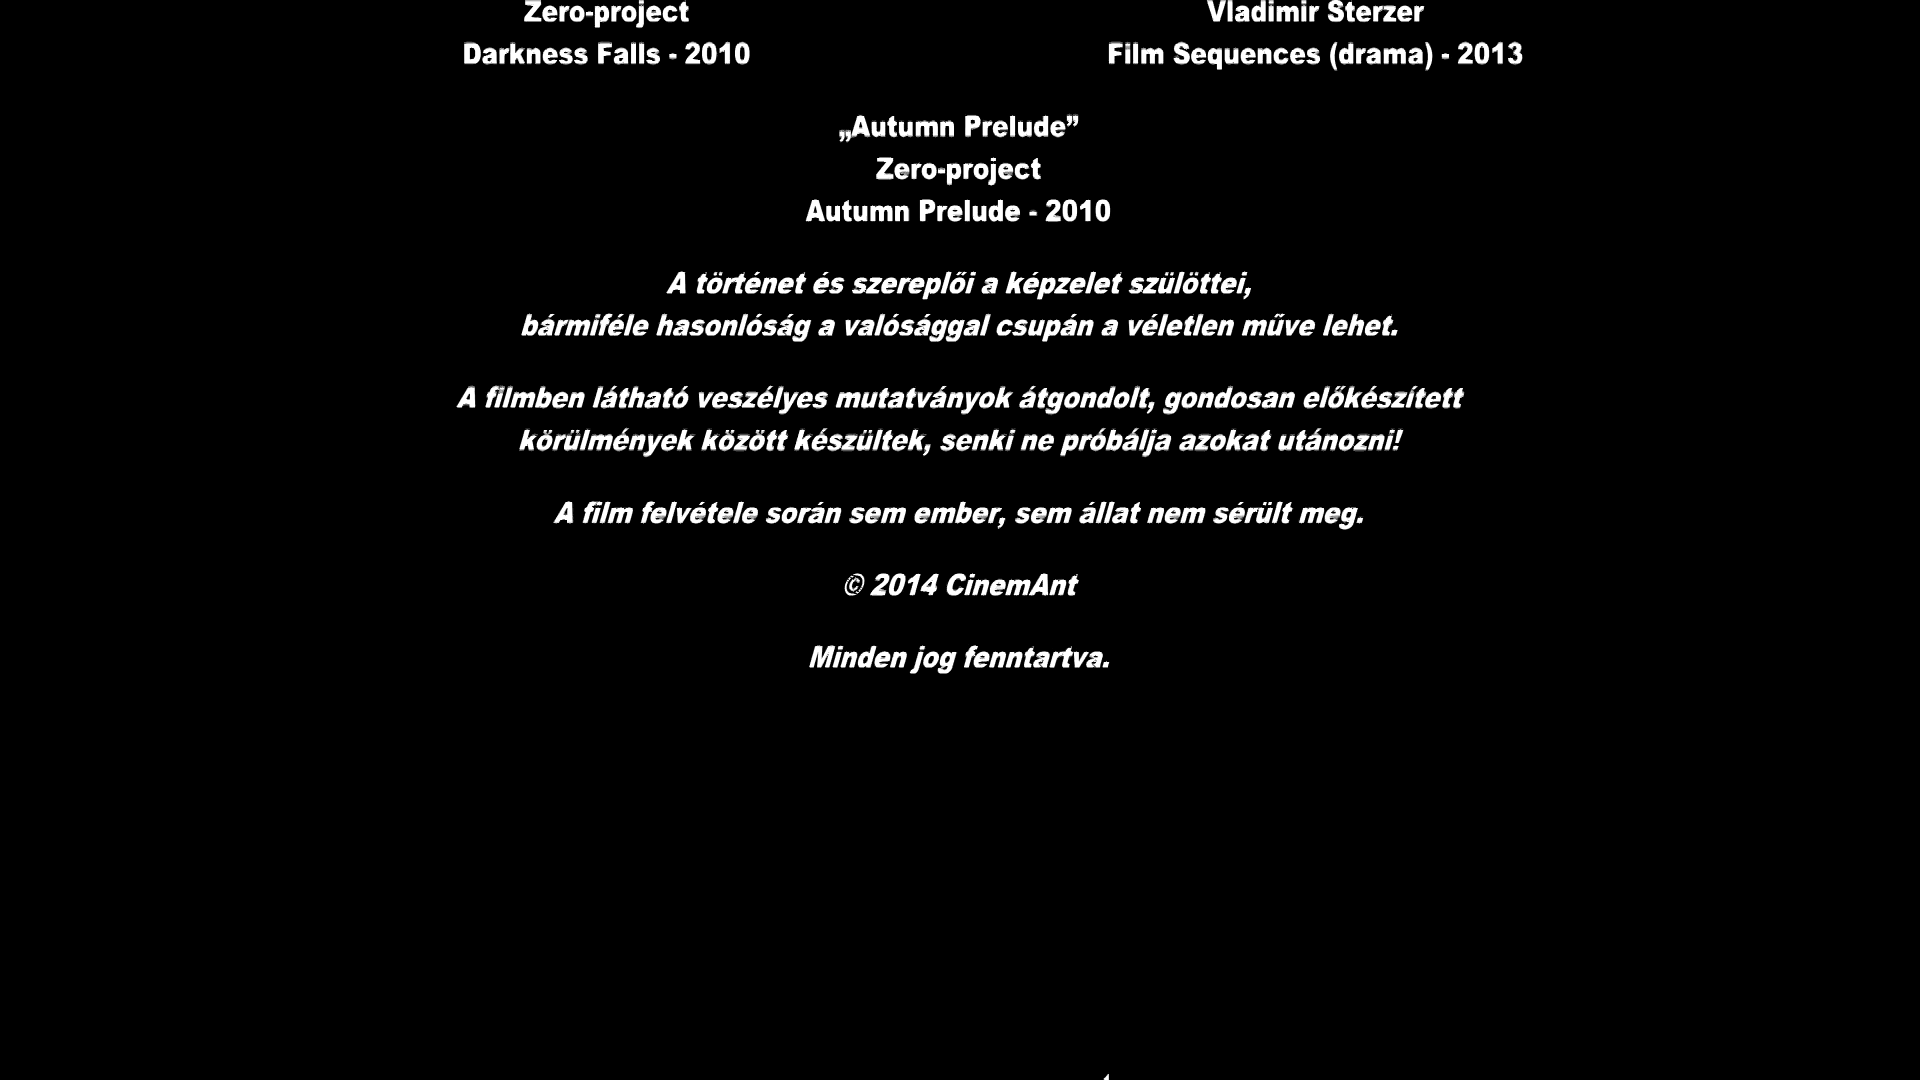 Zero-project
Darkness Falls - 2010
Vladimir Sterzer
Film Sequences (drama) - 2013
„Autumn Prelude”
Zero-project
Autumn Prelude - 2010
A történet és szereplői a képzelet szülöttei,
bármiféle hasonlóság a valósággal csupán a véletlen műve lehet.
A filmben látható veszélyes mutatványok átgondolt, gondosan előkészített
körülmények között készültek, senki ne próbálja azokat utánozni!
A film felvétele során sem ember, sem állat nem sérült meg.
© 2014 CinemAnt
Minden jog fenntartva.